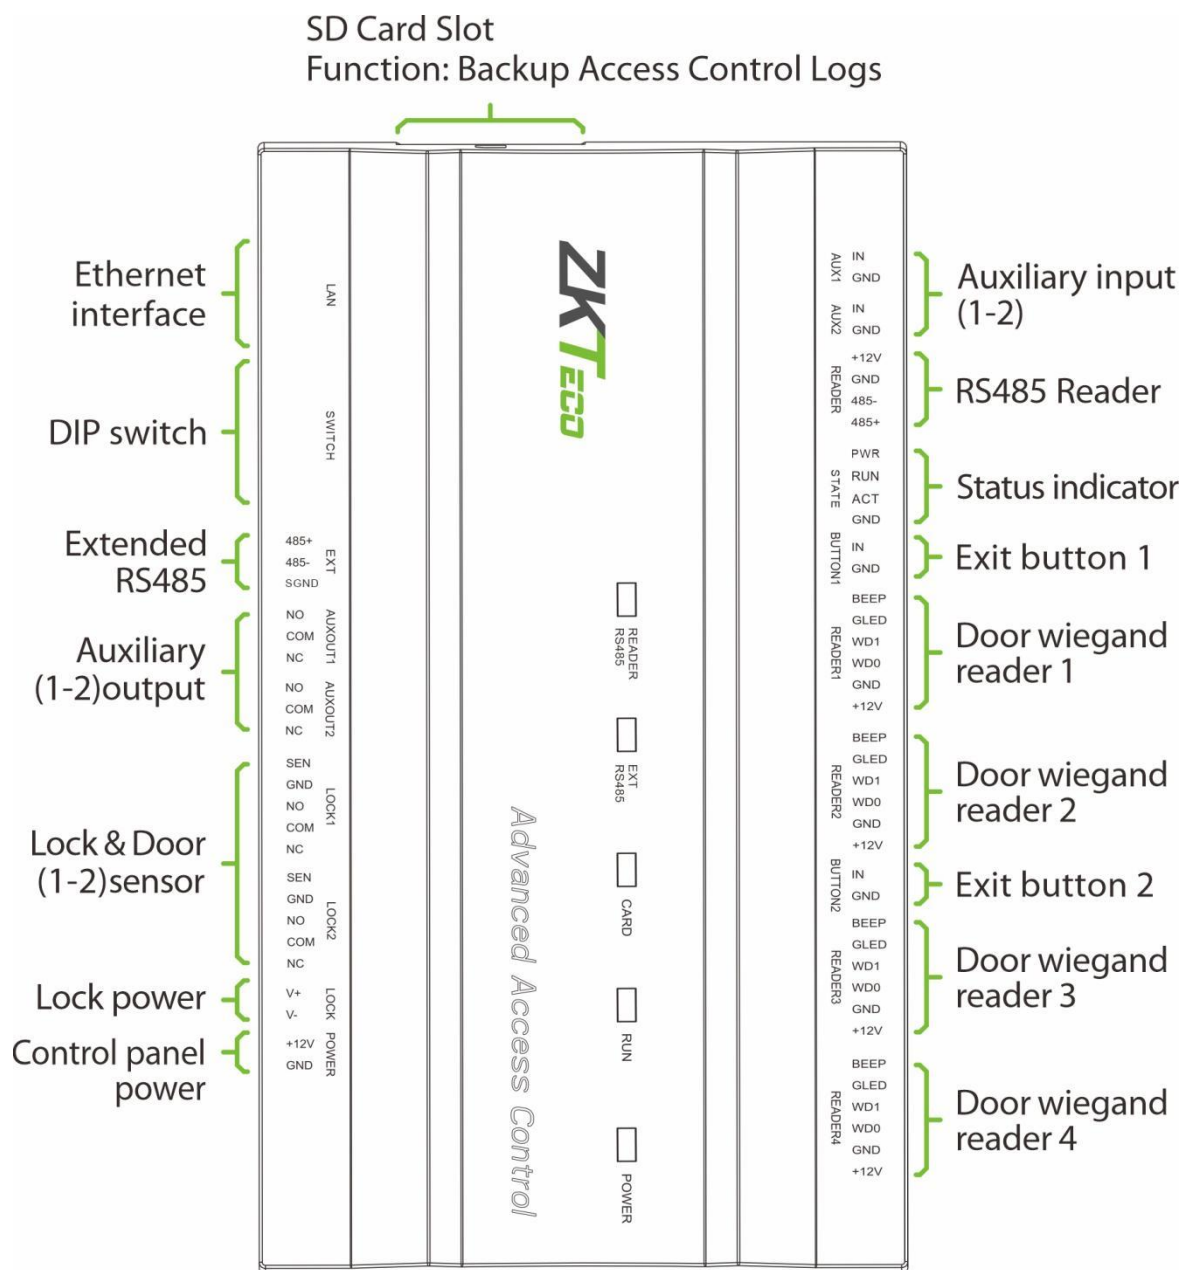 SD Card Slot
Function: Backup Access Control Logs
Ethernet
interface
LAN
DIP switch
SWITCH
Extended
RS485
485+
485-
SGND
EXT
Auxiliary
(1-2)output
NO
COM
NC
AUXOUT1
NO
COM
NC
AUXOUT2
Lock & Door
(1-2)sensor
SEN
GND
NO
COM
NC
LOCK1
SEN
GND
NO
COM
NC
LOCK2
Lock power
V+
V-
LOCK
Control panel
power
+12V
GND
POWER
ZKTECO
Advanced Access Control
READER
RS485
EXT
RS485
CARD
RUN
POWER
AUX1
IN
GND
AUX2
IN
GND
Auxiliary input
(1-2)
READER
+12V
GND
485-
485+
RS485 Reader
STATE
PWR
RUN
ACT
GND
Status indicator
BUTTON1
IN
GND
Exit button 1
READER1
BEEP
GLED
WD1
WD0
GND
+12V
Door wiegand
reader 1
READER2
BEEP
GLED
WD1
WD0
GND
+12V
Door wiegand
reader 2
BUTTON2
IN
GND
Exit button 2
READER3
BEEP
GLED
WD1
WD0
GND
+12V
Door wiegand
reader 3
READER4
BEEP
GLED
WD1
WD0
GND
+12V
Door wiegand
reader 4